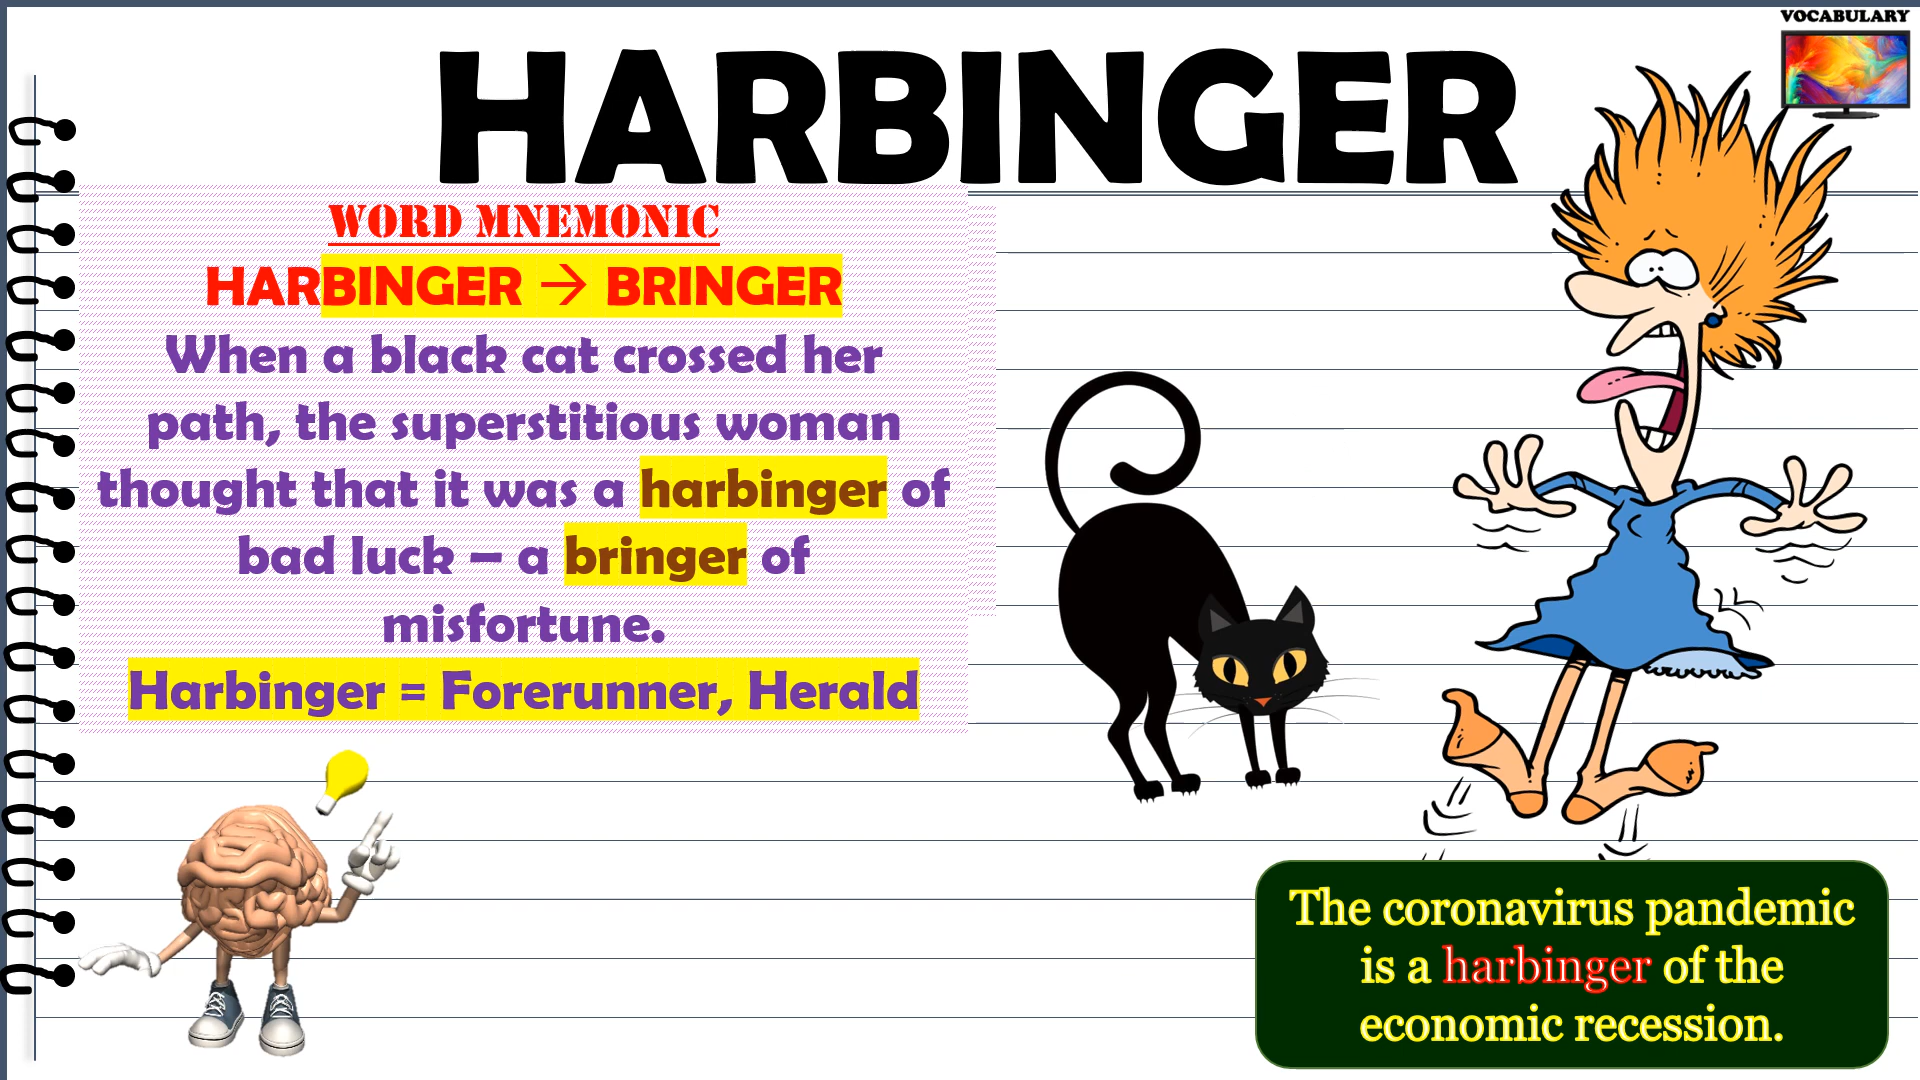 VOCABULARY
HARBINGER
WORD MNEMONIC
HARBINGER → BRINGER
When a black cat crossed her
path, the superstitious woman
thought that it was a harbinger of
bad luck – a bringer of
misfortune.
Harbinger = Forerunner, Herald
The coronavirus pandemic
is a harbinger of the
economic recession.